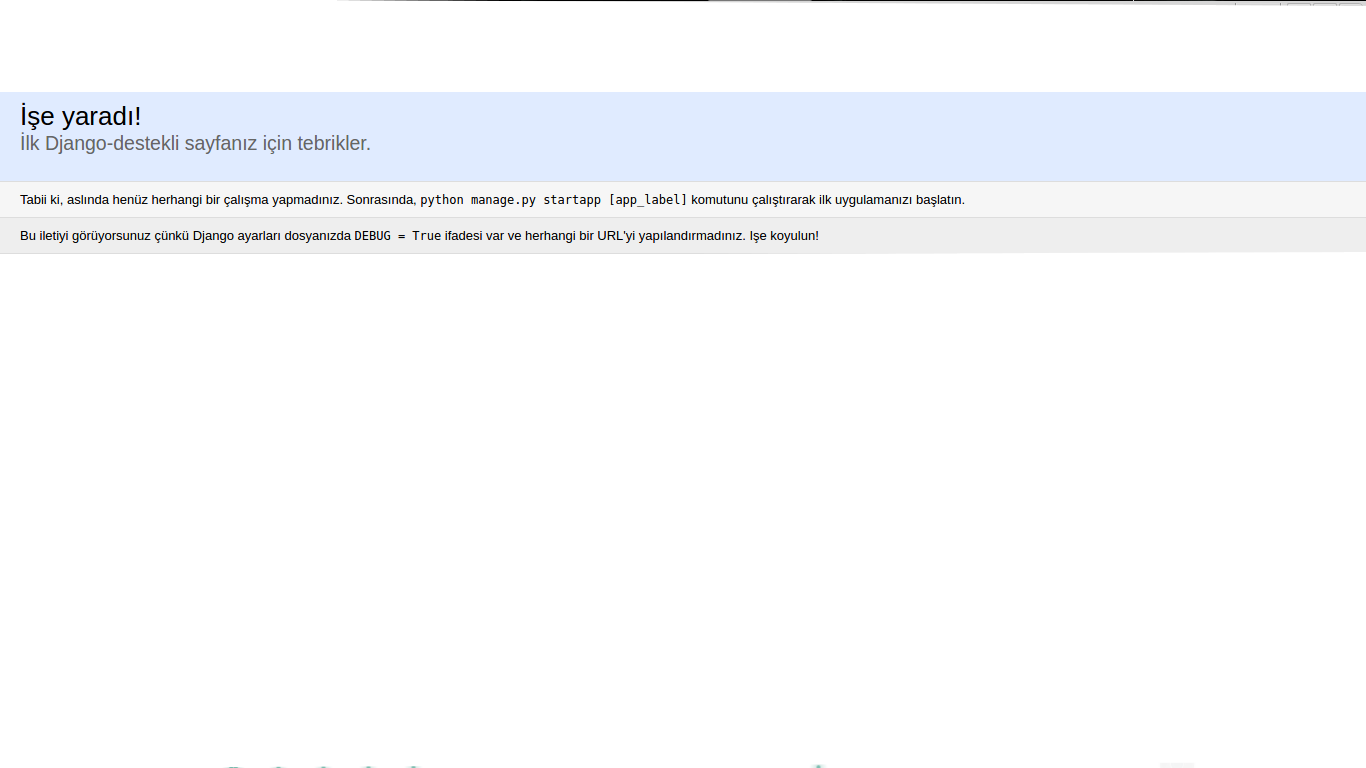 İşe yaradı!
İlk Django-destekli sayfanız için tebrikler.
Tabii ki, aslında henüz herhangi bir çalışma yapmadınız. Sonrasında, python manage.py startapp [app_label] komutunu çalıştırarak ilk uygulamanızı başlatın.
Bu iletiyi görüyorsunuz çünkü Django ayarları dosyanızda DEBUG = True ifadesi var ve herhangi bir URL'yi yapılandırmadınız. Işe koyulun!